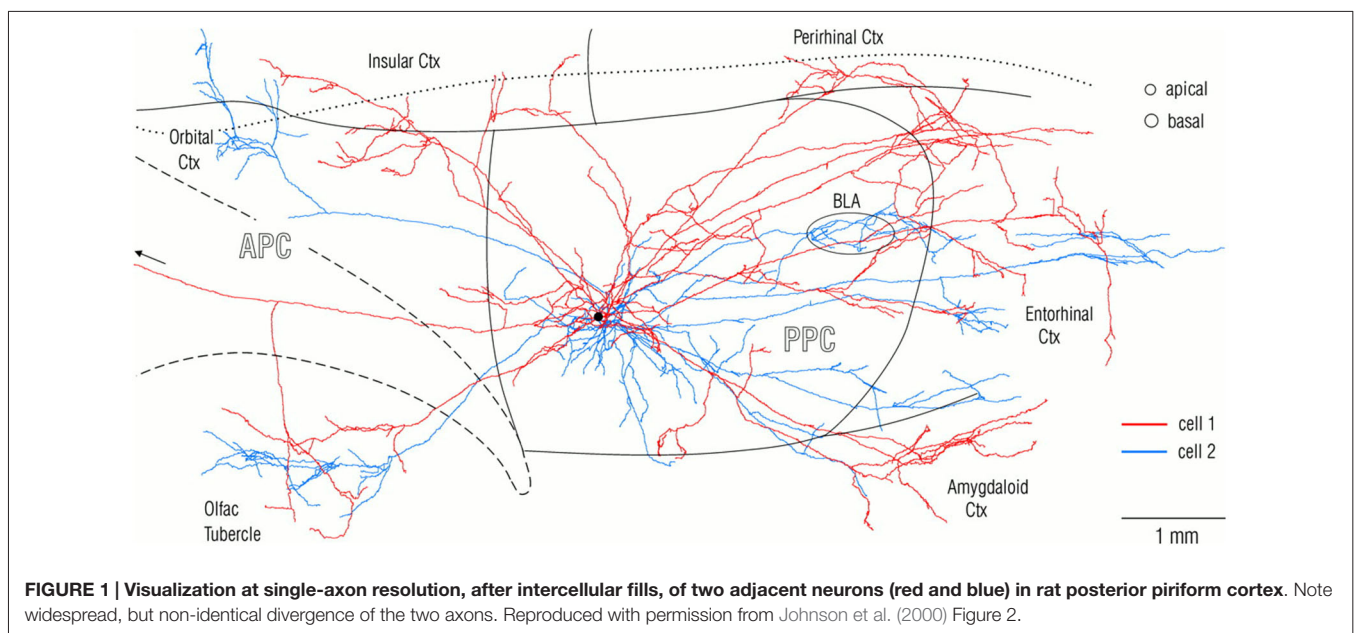 Perirhinal Ctx
Insular Ctx
apical
basal
Orbital
Ctx
BLA
APC
Entorhinal
Ctx
PPC
cell 1
cell 2
Amygdaloid
Ctx
Olfac
Tubercle
1 mm
FIGURE 1 | Visualization at single-axon resolution, after intercellular fills, of two adjacent neurons (red and blue) in rat posterior piriform cortex. Note
widespread, but non-identical divergence of the two axons. Reproduced with permission from Johnson et al. (2000) Figure 2.